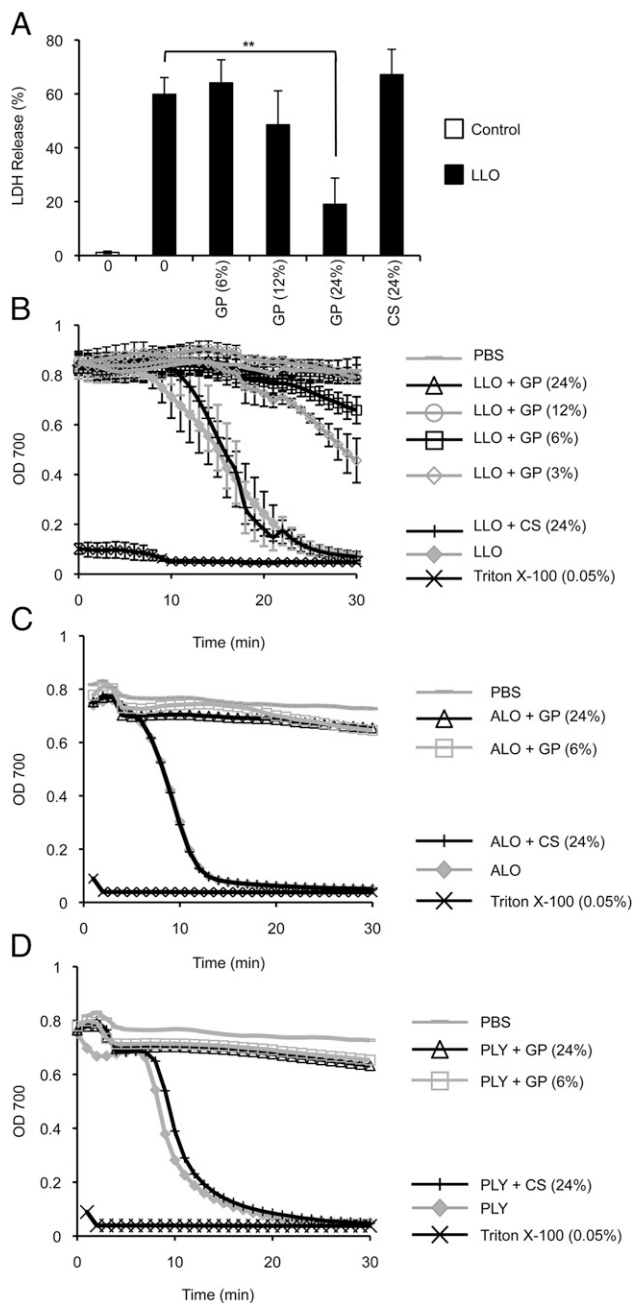 A
LDH Release (%)
80
60
40
20
0
**
Control
LLO
0
0
GP (6%)
GP (12%)
GP (24%)
CS (24%)
B
OD 700
1
0.8
0.6
0.4
0.2
0
0
10
20
30
Time (min)
PBS
LLO + GP (24%)
LLO + GP (12%)
LLO + GP (6%)
LLO + GP (3%)
LLO + CS (24%)
LLO
Triton X-100 (0.05%)
C
OD 700
1
0.8
0.6
0.4
0.2
0
0
10
20
30
Time (min)
PBS
ALO + GP (24%)
ALO + GP (6%)
ALO + CS (24%)
ALO
Triton X-100 (0.05%)
D
OD 700
1
0.8
0.6
0.4
0.2
0
0
10
20
30
Time (min)
PBS
PLY + GP (24%)
PLY + GP (6%)
PLY + CS (24%)
PLY
Triton X-100 (0.05%)